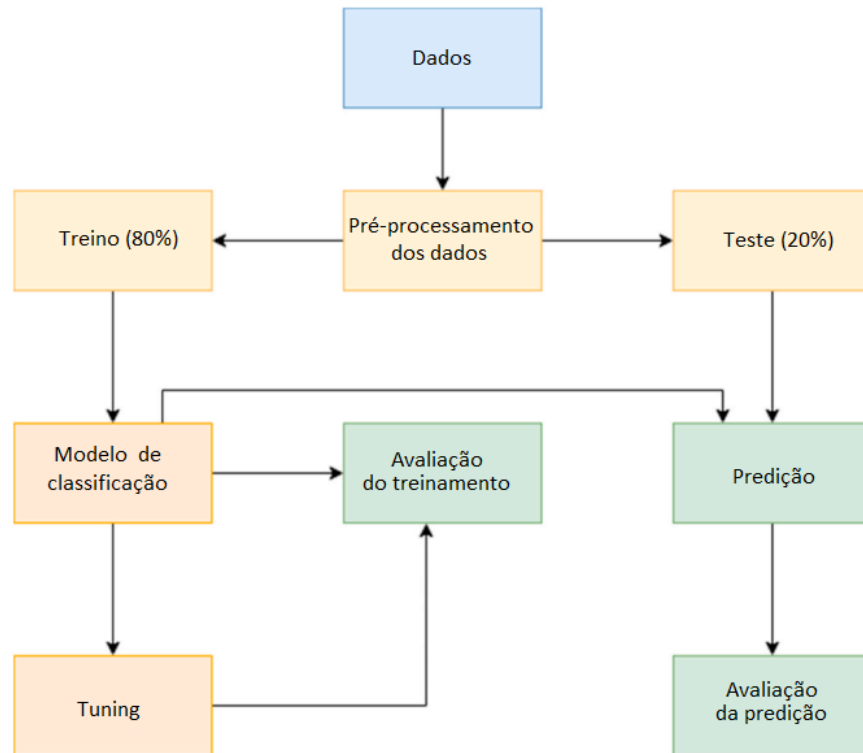 Dados
Treino (80%)
Pré-processamento
dos dados
Teste (20%)
Modelo de
classificação
Avaliação
do treinamento
Predição
Tuning
Avaliação
da predição